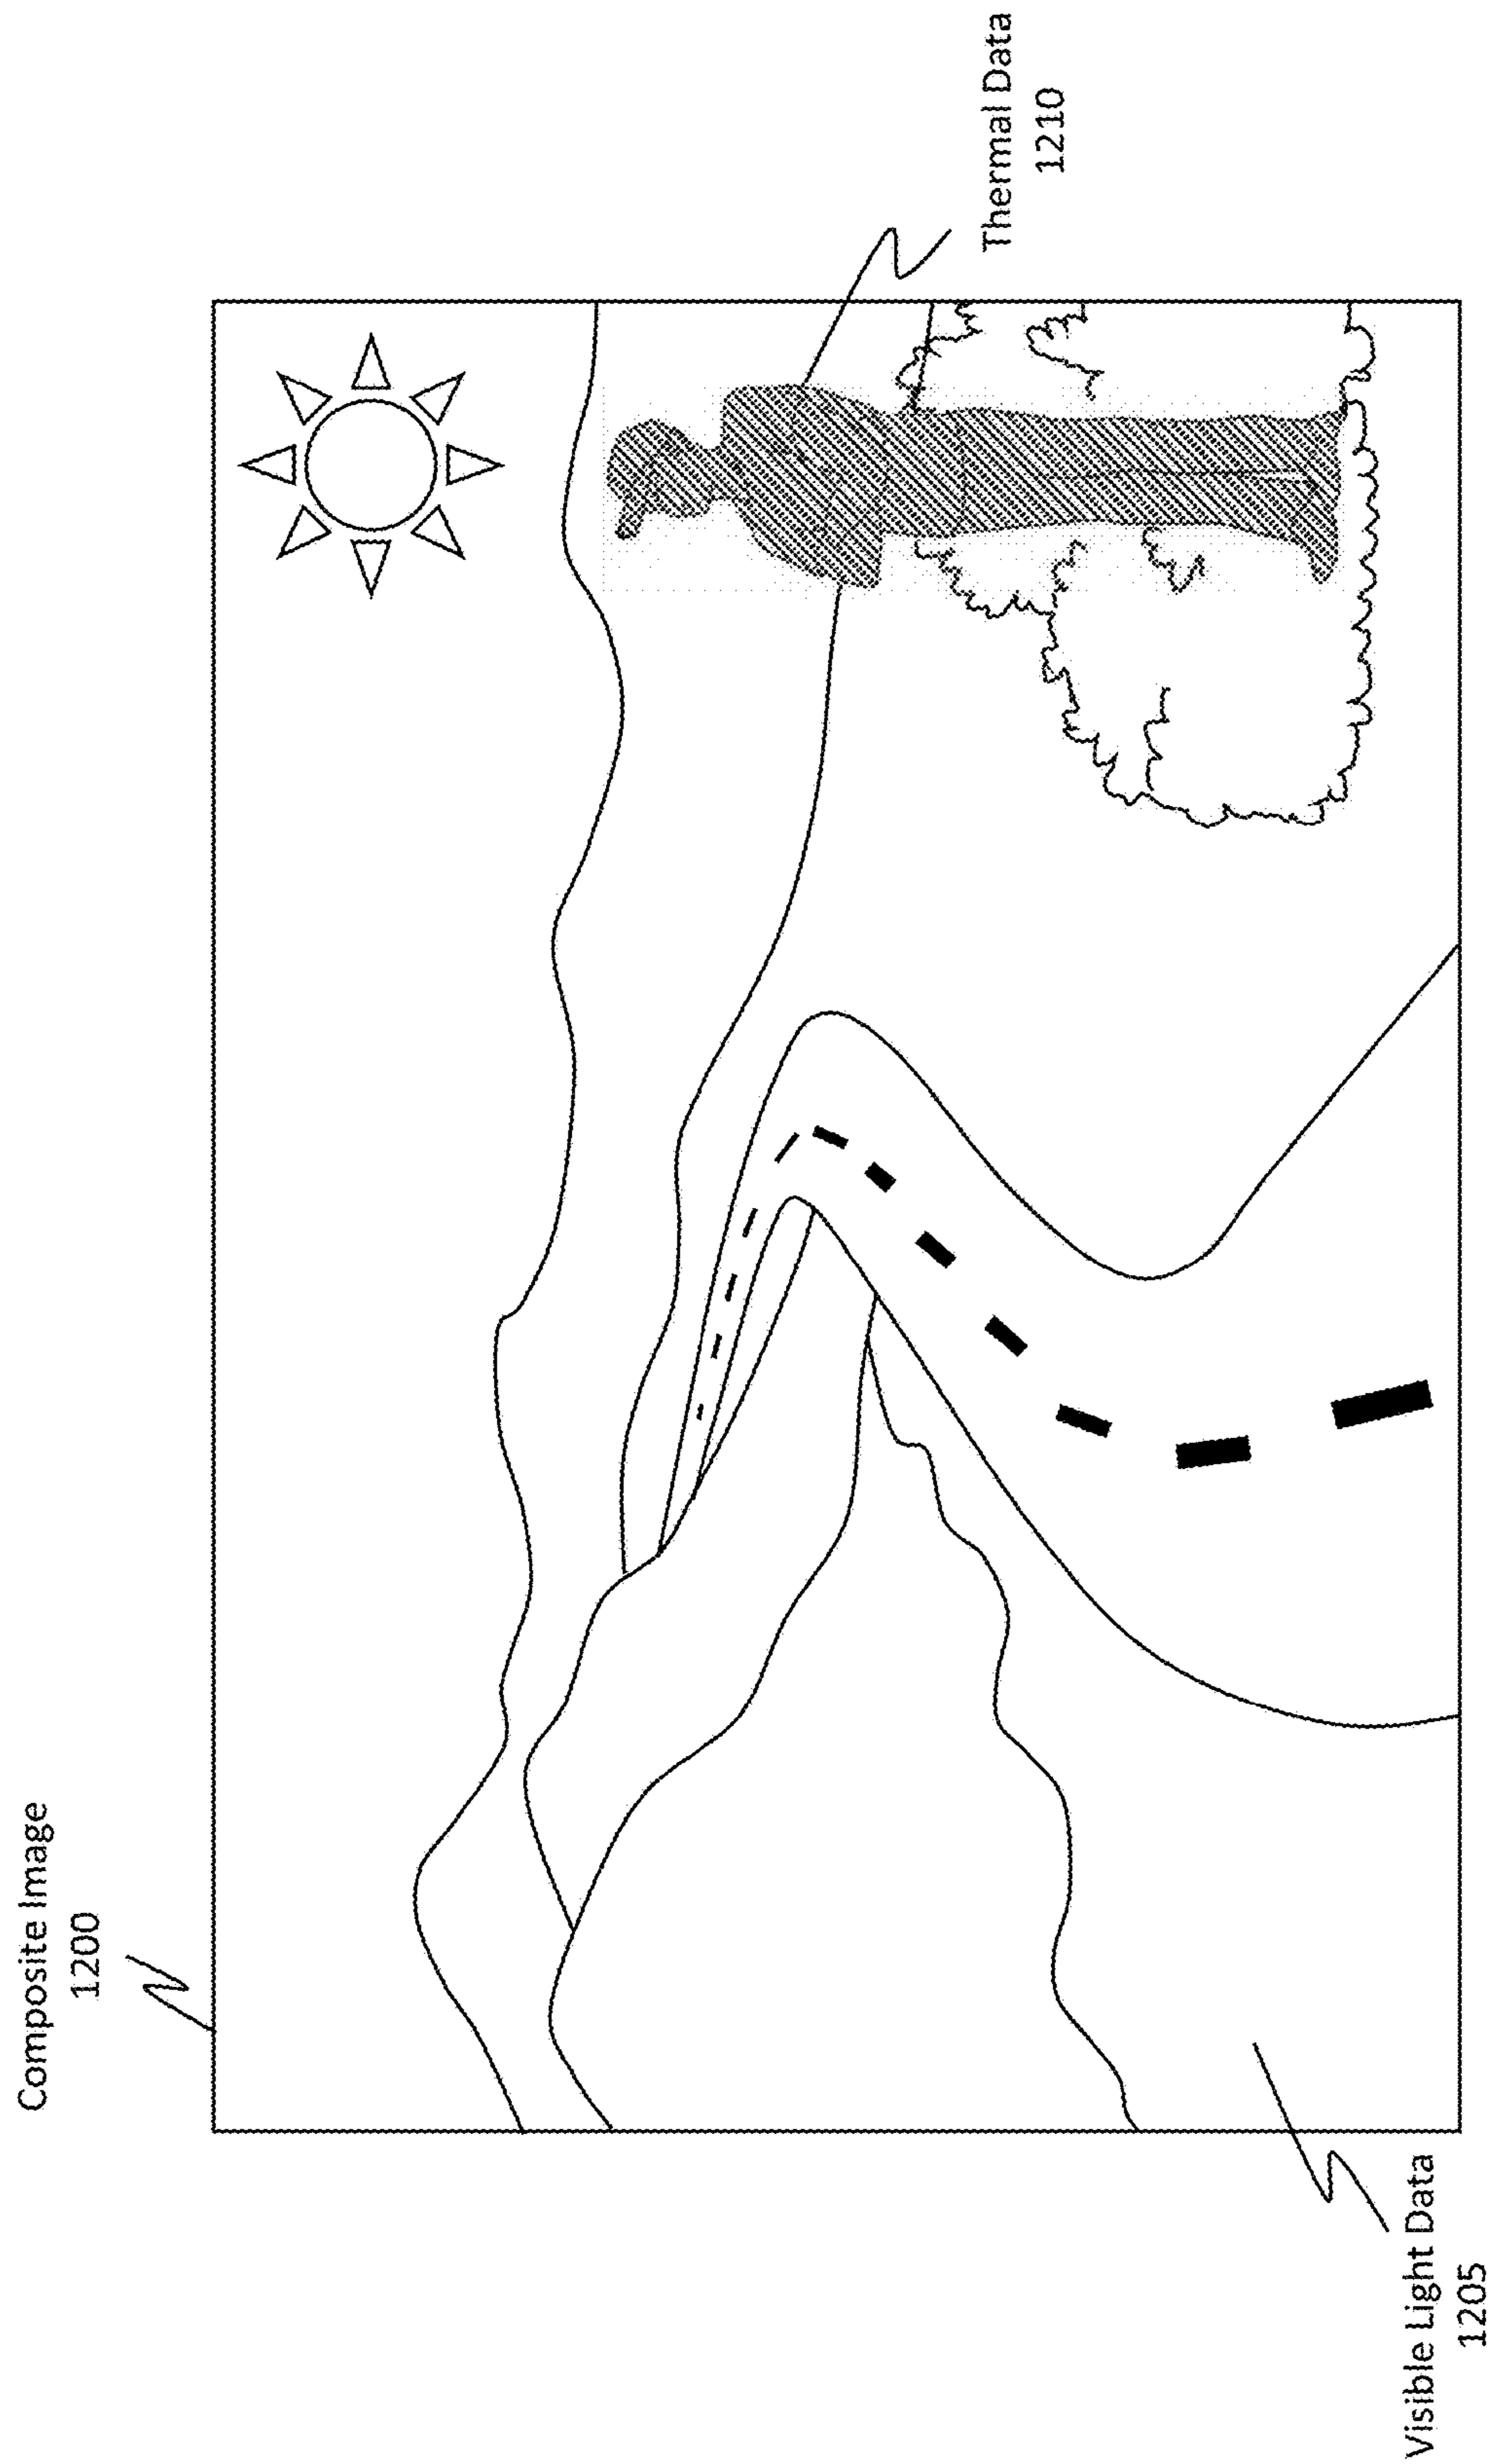 Composite Image
1200
Thermal Data
1210
Visible Light Data
1205